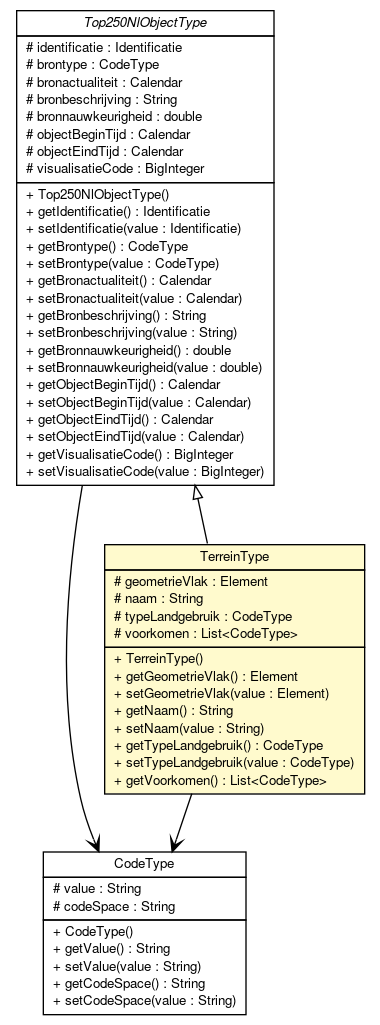 Top250NlObjectType
# identificatie : Identificatie
# brontype : CodeType
# bronactualiteit : Calendar
# bronbeschrijving : String
# bronnauwkeurigheid : double
# objectBeginTijd : Calendar
# objectEindTijd : Calendar
# visualisatieCode : BigInteger
+ Top250NlObjectType()
+ getIdentificatie() : Identificatie
+ setIdentificatie(value : Identificatie)
+ getBrontype() : CodeType
+ setBrontype(value : CodeType)
+ getBronactualiteit() : Calendar
+ setBronactualiteit(value : Calendar)
+ getBronbeschrijving() : String
+ setBronbeschrijving(value : String)
+ getBronnauwkeurigheid() : double
+ setBronnauwkeurigheid(value : double)
+ getObjectBeginTijd() : Calendar
+ setObjectBeginTijd(value : Calendar)
+ getObjectEindTijd() : Calendar
+ setObjectEindTijd(value : Calendar)
+ getVisualisatieCode() : BigInteger
+ setVisualisatieCode(value : BigInteger)
TerreinType
# geometrieVlak : Element
# naam : String
# typeLandgebruik : CodeType
# voorkomen : List<CodeType>
+ TerreinType()
+ getGeometrieVlak() : Element
+ setGeometrieVlak(value : Element)
+ getNaam() : String
+ setNaam(value : String)
+ getTypeLandgebruik() : CodeType
+ setTypeLandgebruik(value : CodeType)
+ getVoorkomen() : List<CodeType>
CodeType
# value : String
# codeSpace : String
+ CodeType()
+ getValue() : String
+ setValue(value : String)
+ getCodeSpace() : String
+ setCodeSpace(value : String)